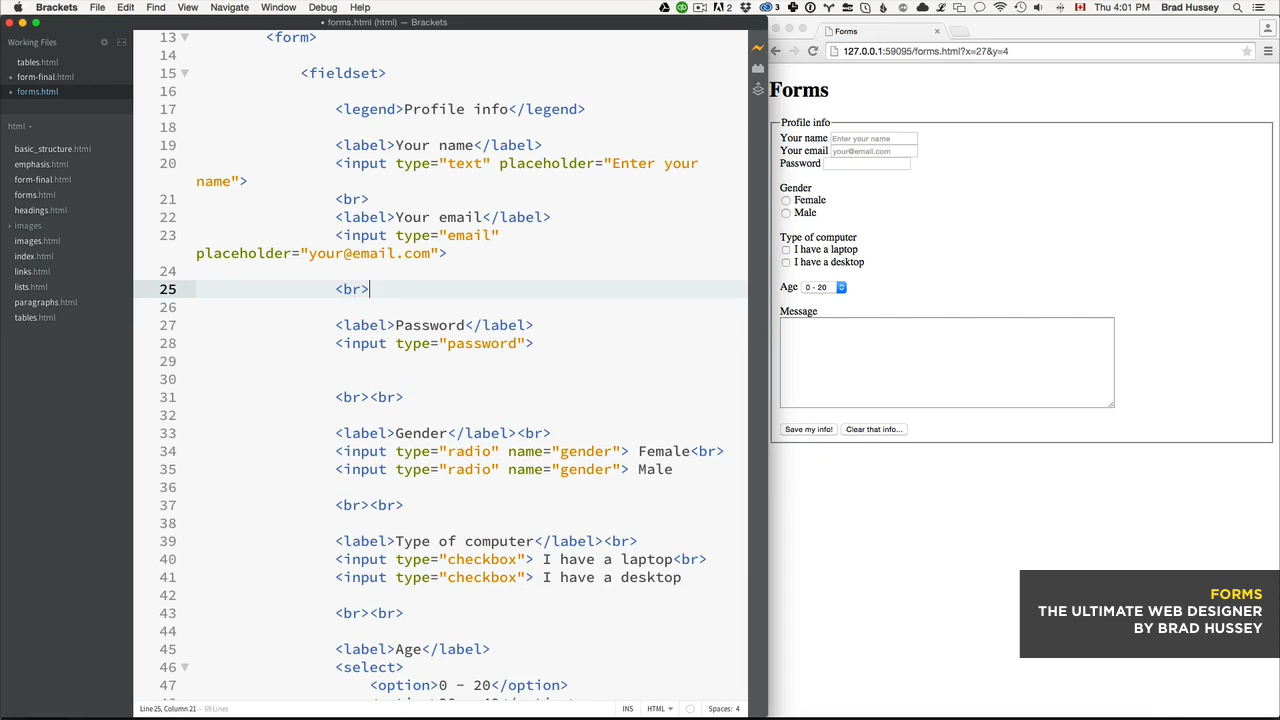 Brackets File Edit Find View Navigate Window Debug Help
3 2 Thu 4:01 PM Brad Hussey
• forms.html (html) — Brackets
Working Files
tables.html
• form-final.html
• forms.html
html
basic_structure.html
emphasis.html
form-final.html
forms.html
headings.html
images
images.html
index.html
links.html
lists.html
paragraphs.html
tables.html
13 <form>
14
15 <fieldset>
16
17 <legend>Profile info</legend>
18
19 <label>Your name</label>
20 <input type="text" placeholder="Enter your
name">
21 <br>
22 <label>Your email</label>
23 <input type="email"
placeholder="your@email.com">
24
25 <br>
26
27 <label>Password</label>
28 <input type="password">
29
30
31 <br><br>
32
33 <label>Gender</label><br>
34 <input type="radio" name="gender"> Female<br>
35 <input type="radio" name="gender"> Male
36
37 <br><br>
38
39 <label>Type of computer</label><br>
40 <input type="checkbox"> I have a laptop<br>
41 <input type="checkbox"> I have a desktop
42
43 <br><br>
44
45 <label>Age</label>
46 <select>
47 <option>0 - 20</option>
Line 25, Column 21 — 69 Lines
INS HTML Spaces: 4
Forms
127.0.0.1:59095/forms.html?x=27&y=4
Forms
Profile info
Your name Enter your name
Your email your@email.com
Password
Gender
Female
Male
Type of computer
I have a laptop
I have a desktop
Age 0 - 20
Message
Save my info! Clear that info...
FORMS
THE ULTIMATE WEB DESIGNER
BY BRAD HUSSEY